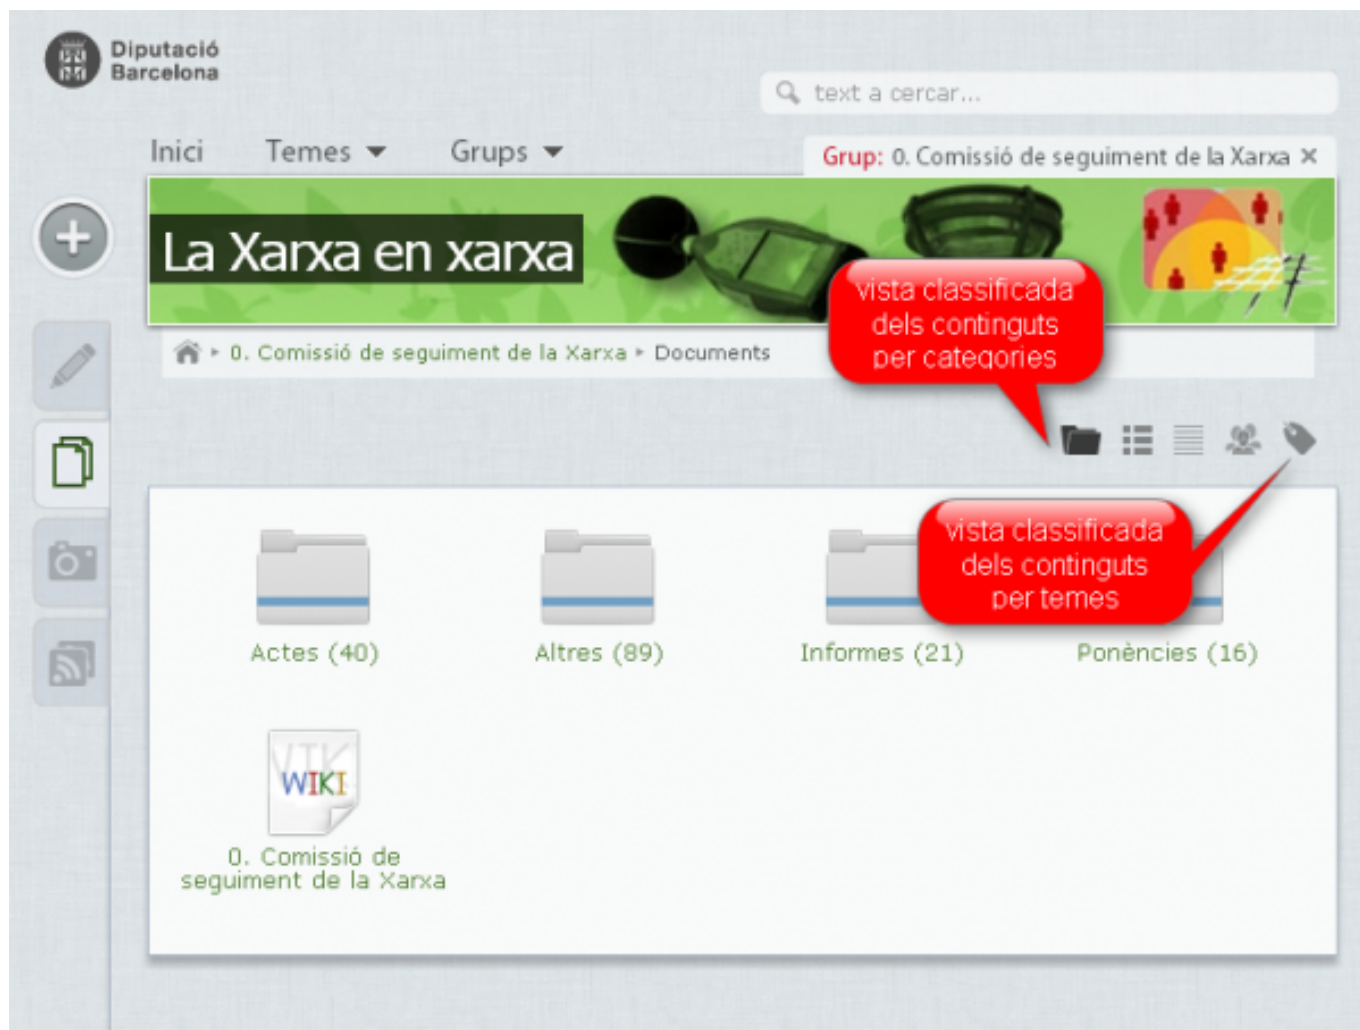 Diputació
Barcelona
text a cercar...
Inici Temes Grups
Grup: 0. Comissió de seguiment de la Xarxa ×
La Xarxa en xarxa
vista classificada
dels continguts
per categories
0. Comissió de seguiment de la Xarxa ▸ Documents
vista classificada
dels continguts
per temes
Actes (40)
Altres (89)
Informes (21)
Ponències (16)
WIKI
0. Comissió de
seguiment de la Xarxa